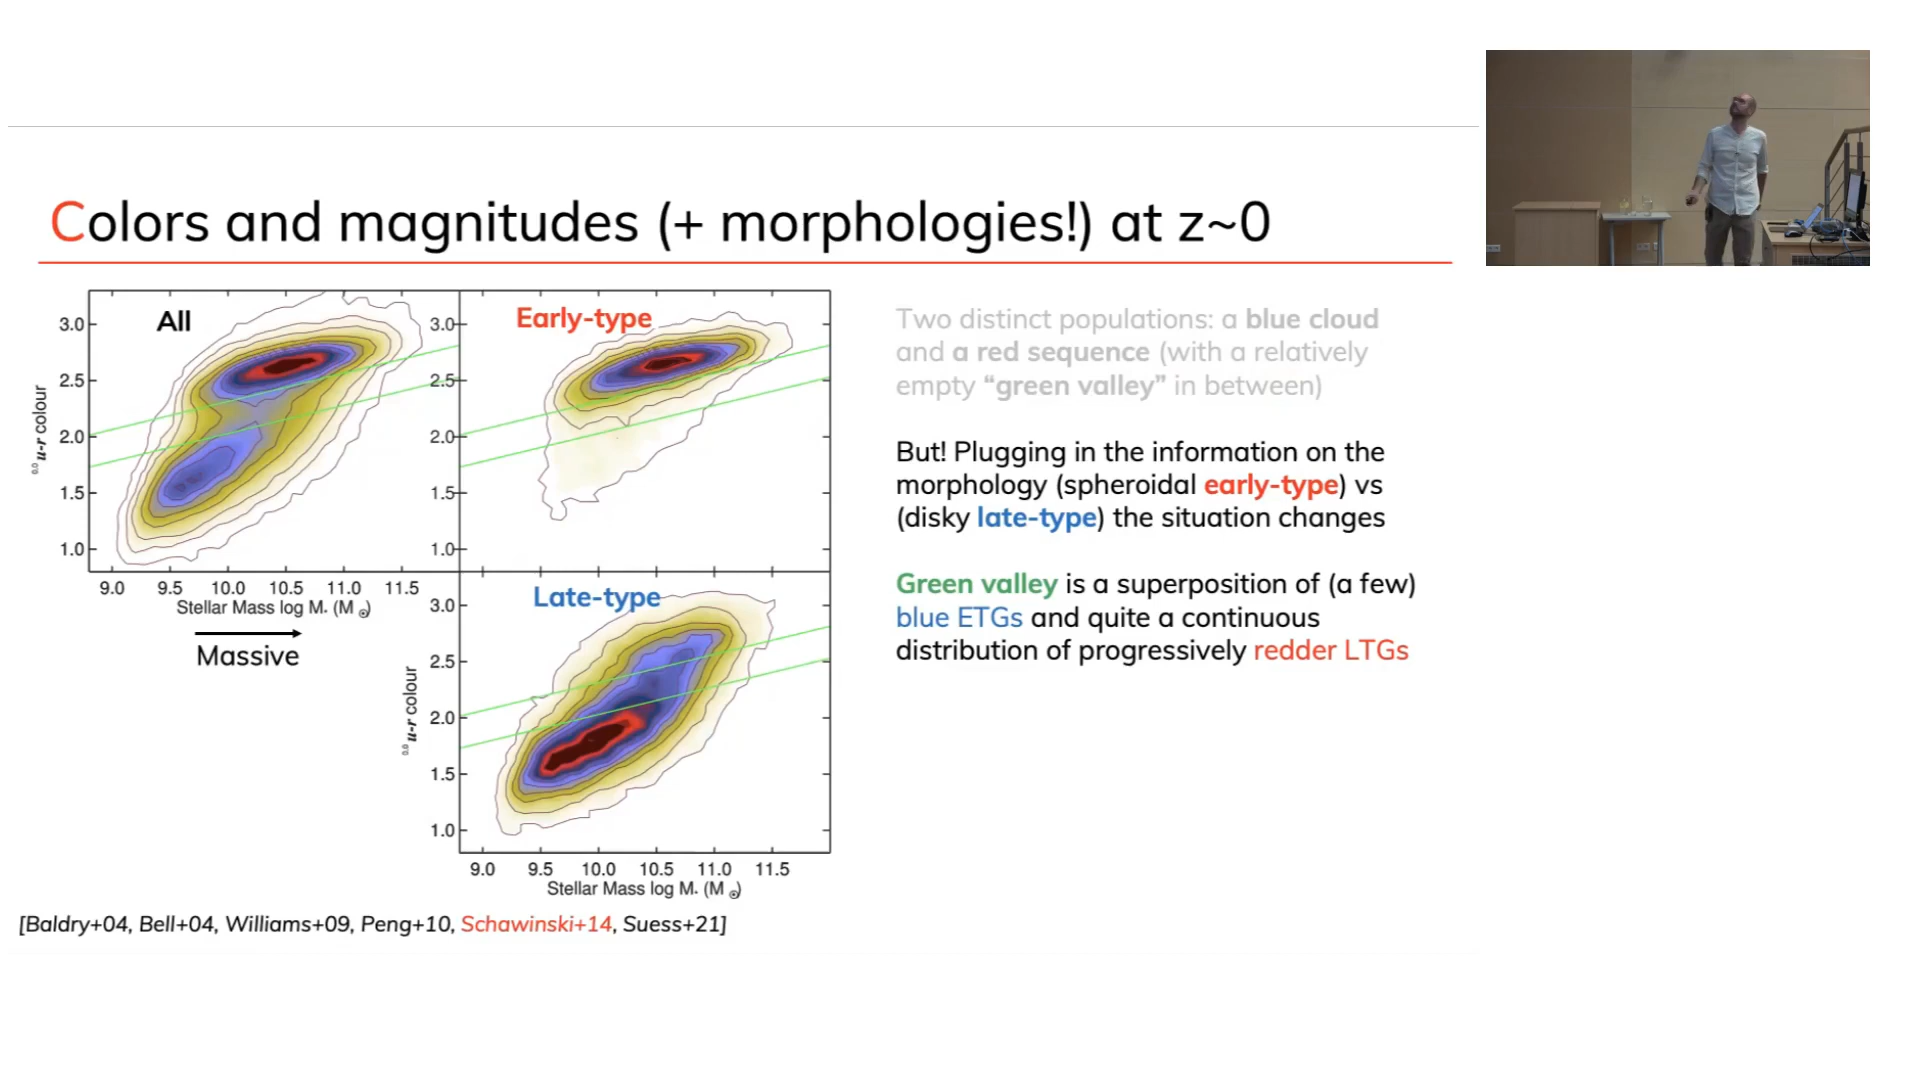 Colors and magnitudes (+ morphologies!) at z~0
All
3.0
2.5
2.0
1.5
1.0
0.0 u-r colour
9.0 9.5 10.0 10.5 11.0 11.5
Stellar Mass log M* (M☉)
Massive
Early-type
3.0
2.5
2.0
1.5
1.0
Late-type
3.0
2.5
2.0
1.5
1.0
0.0 u-r colour
9.0 9.5 10.0 10.5 11.0 11.5
Stellar Mass log M* (M☉)
Two distinct populations: a blue cloud
and a red sequence (with a relatively
empty “green valley” in between)
But! Plugging in the information on the
morphology (spheroidal early-type) vs
(disky late-type) the situation changes
Green valley is a superposition of (a few)
blue ETGs and quite a continuous
distribution of progressively redder LTGs
[Baldry+04, Bell+04, Williams+09, Peng+10, Schawinski+14, Suess+21]